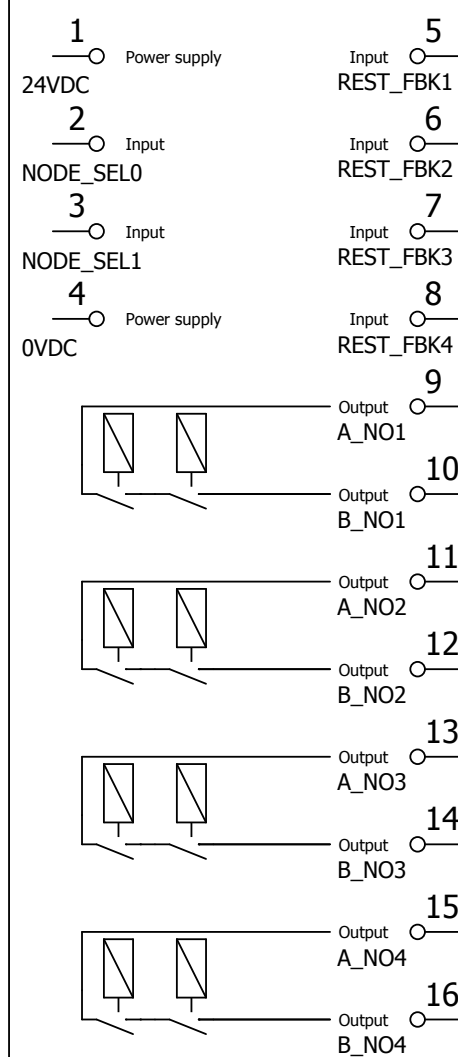 1
Power supply
24VDC
2
Input
NODE_SEL0
3
Input
NODE_SEL1
4
Power supply
0VDC
5
Input
REST_FBK1
6
Input
REST_FBK2
7
Input
REST_FBK3
8
Input
REST_FBK4
9
Output
A_NO1
10
Output
B_NO1
11
Output
A_NO2
12
Output
B_NO2
13
Output
A_NO3
14
Output
B_NO3
15
Output
A_NO4
16
Output
B_NO4